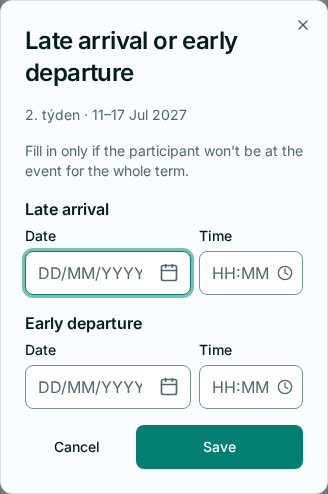 Late arrival or early
departure
2. týden · 11–17 Jul 2027
Fill in only if the participant won't be at the
event for the whole term.
Late arrival
Date Time
DD/MM/YYYY HH:MM
Early departure
Date Time
DD/MM/YYYY HH:MM
Cancel Save